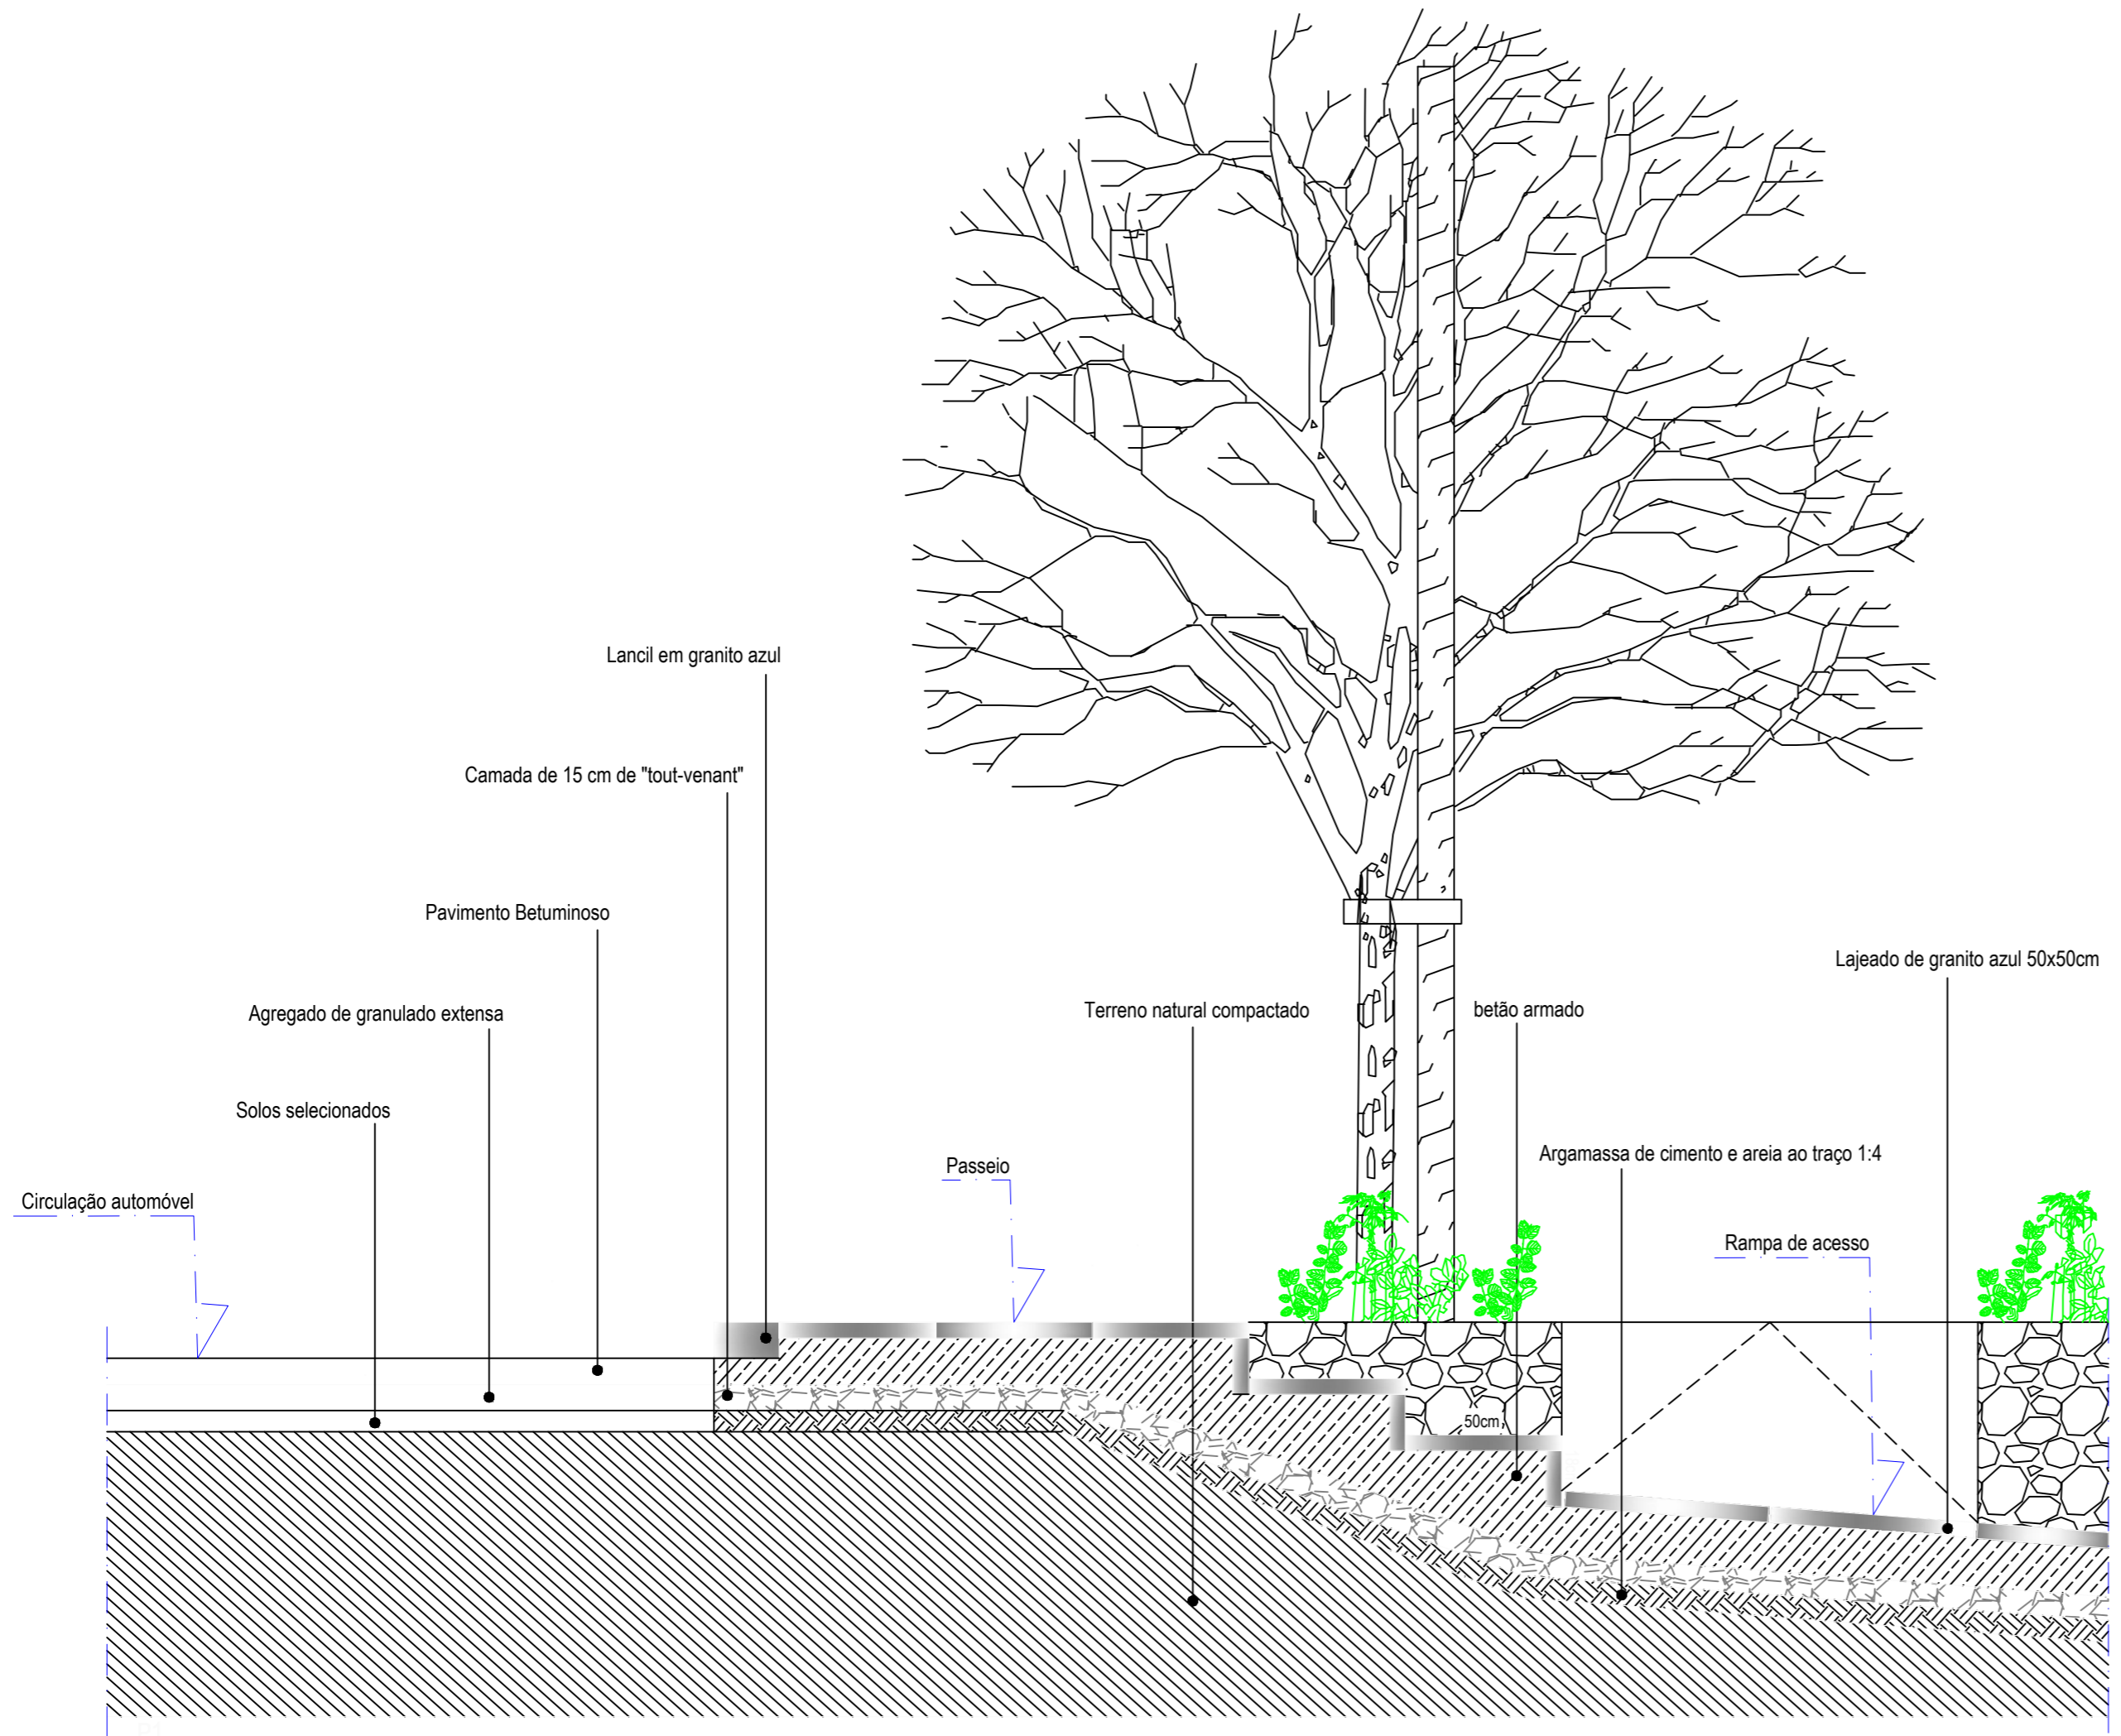 Lancil em granito azul
Camada de 15 cm de "tout-venant"
Pavimento Betuminoso
Lajeado de granito azul 50x50cm
Agregado de granulado extensa
Terreno natural compactado
betão armado
Solos selecionados
Argamassa de cimento e areia ao traço 1:4
Passeio
Circulação automóvel
Rampa de acesso
50cm